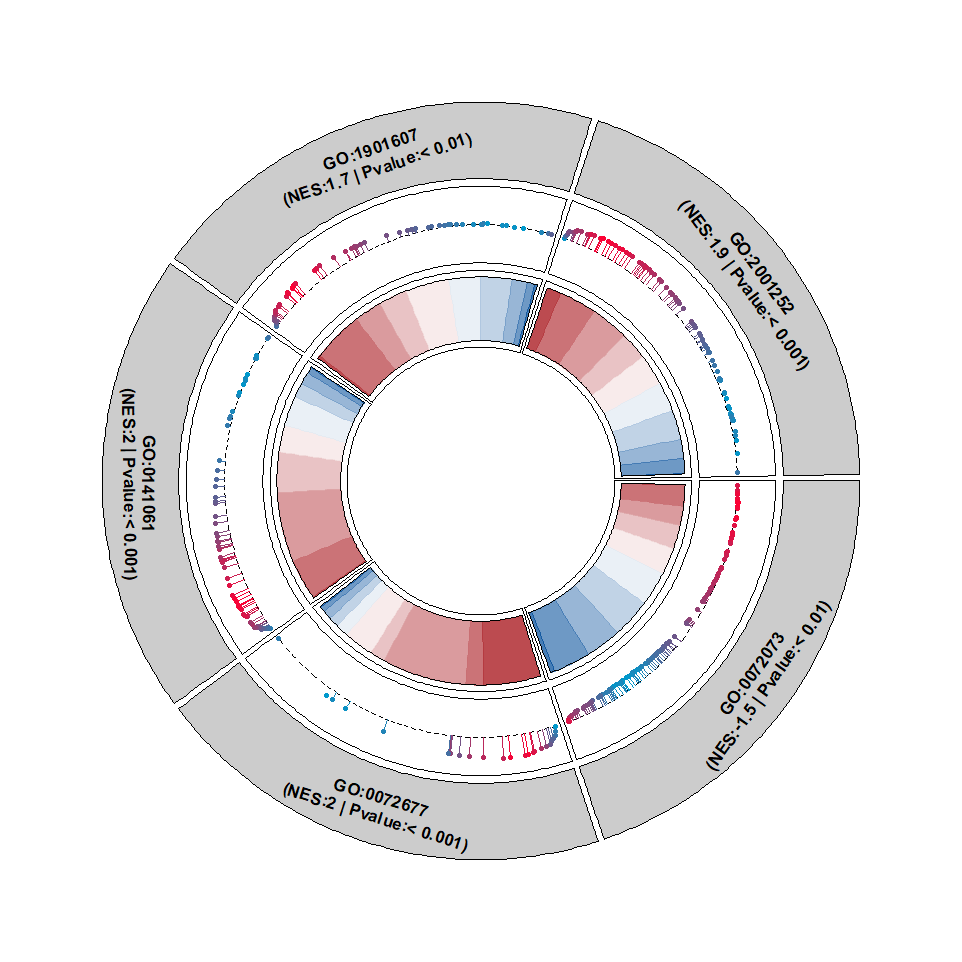 GO:1901607
(NES:1.7 | Pvalue:< 0.01)
GO:2001252
(NES:1.9 | Pvalue:< 0.001)
GO:0141061
(NES:2 | Pvalue:< 0.001)
GO:0072073
(NES:-1.5 | Pvalue:< 0.01)
GO:0072677
(NES:2 | Pvalue:< 0.001)